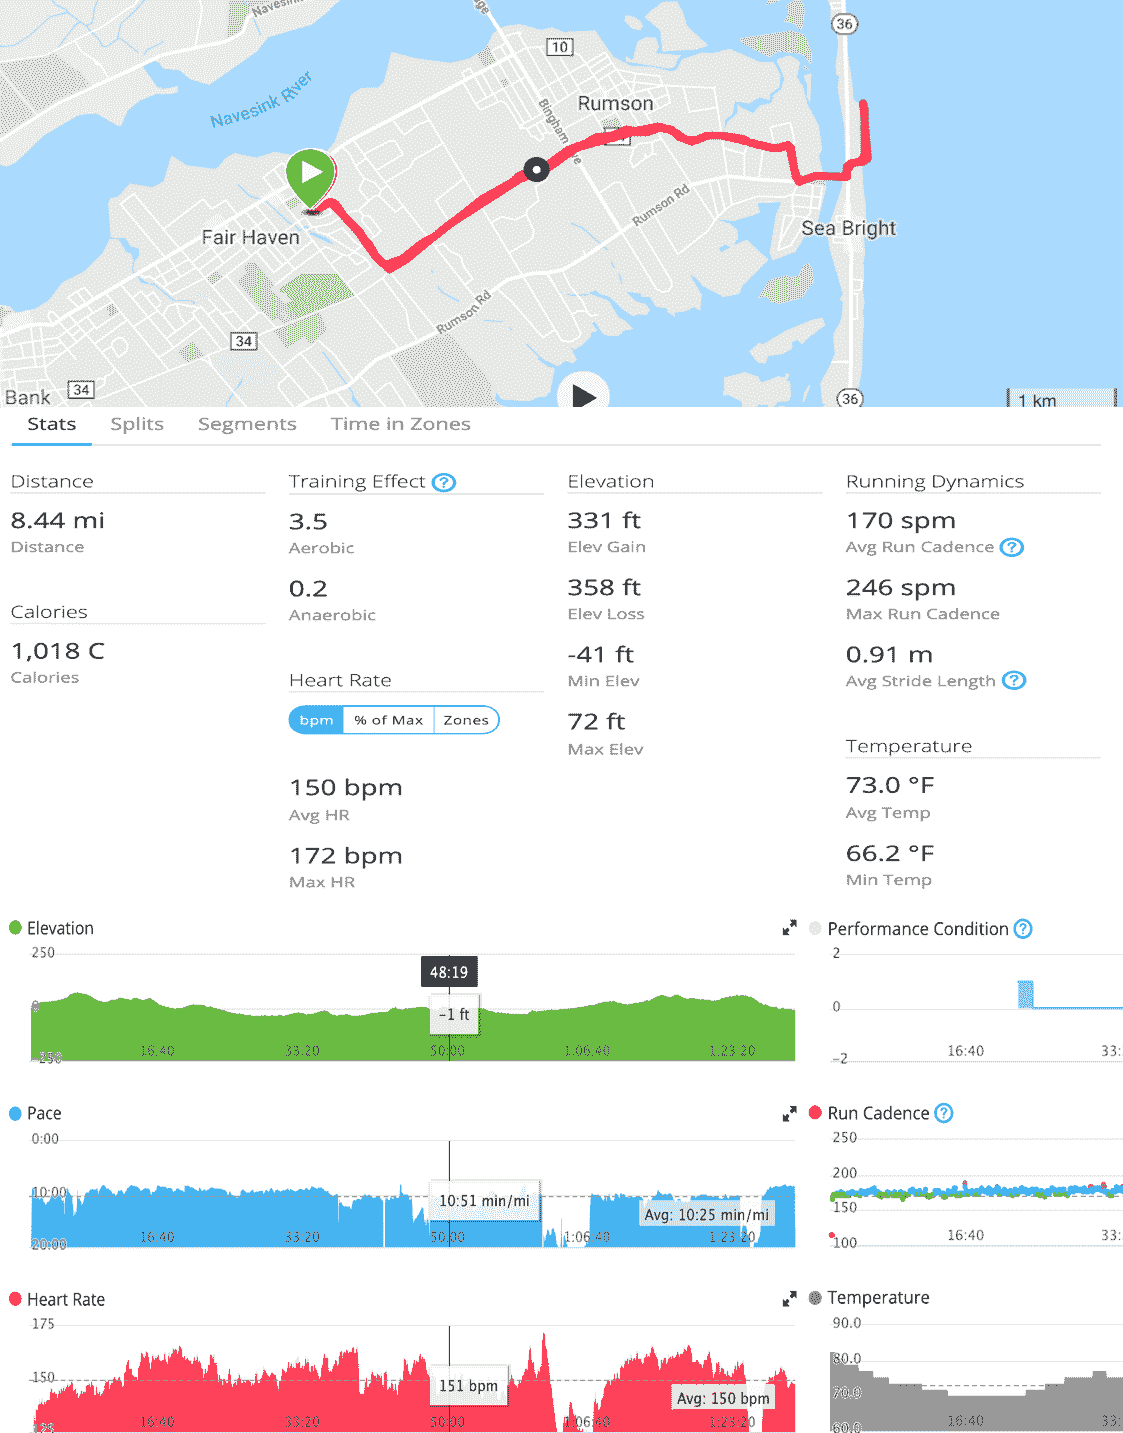 Navesink
36
10
Navesink River
Rumson
Bingham Ave
Rumson Rd
Fair Haven
Sea Bright
Rumson Rd
34
Bank
34
36
1 km
Stats Splits Segments Time in Zones
Distance
8.44 mi
Distance
Calories
1,018 C
Calories
Training Effect ?
3.5
Aerobic
0.2
Anaerobic
Heart Rate
bpm % of Max Zones
150 bpm
Avg HR
172 bpm
Max HR
Elevation
331 ft
Elev Gain
358 ft
Elev Loss
-41 ft
Min Elev
72 ft
Max Elev
Running Dynamics
170 spm
Avg Run Cadence ?
246 spm
Max Run Cadence
0.91 m
Avg Stride Length ?
Temperature
73.0 °F
Avg Temp
66.2 °F
Min Temp
Elevation
250
48:19
0
-1 ft
-250
16:40 33:20 50:00 1:06:40 1:23:20
Performance Condition ?
2
0
-2
16:40 33:
Pace
0:00
10:00
10:51 min/mi
Avg: 10:25 min/mi
20:00
16:40 33:20 50:00 1:06:40 1:23:20
Run Cadence ?
250
200
150
100
16:40 33:
Heart Rate
175
150
151 bpm
Avg: 150 bpm
125
16:40 33:20 50:00 1:06:40 1:23:20
Temperature
90.0
80.0
70.0
60.0
16:40 33: